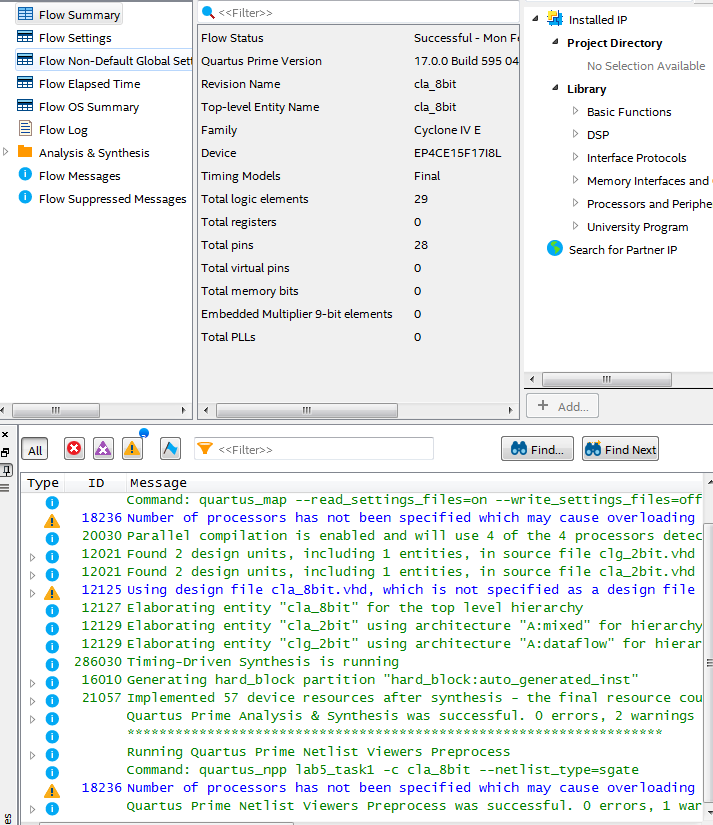 Flow Summary
Flow Settings
Flow Non-Default Global Set
Flow Elapsed Time
Flow OS Summary
Flow Log
Analysis & Synthesis
Flow Messages
Flow Suppressed Messages
<<Filter>>
Flow Status Successful - Mon Fe
Quartus Prime Version 17.0.0 Build 595 04
Revision Name cla_8bit
Top-level Entity Name cla_8bit
Family Cyclone IV E
Device EP4CE15F17I8L
Timing Models Final
Total logic elements 29
Total registers 0
Total pins 28
Total virtual pins 0
Total memory bits 0
Embedded Multiplier 9-bit elements 0
Total PLLs 0
Installed IP
Project Directory
No Selection Available
Library
Basic Functions
DSP
Interface Protocols
Memory Interfaces and
Processors and Periphe
University Program
Search for Partner IP
+ Add...
All <<Filter>> Find... Find Next
Type ID Message
Command: quartus_map --read_settings_files=on --write_settings_files=off
18236 Number of processors has not been specified which may cause overloading
20030 Parallel compilation is enabled and will use 4 of the 4 processors detec
12021 Found 2 design units, including 1 entities, in source file clg_2bit.vhd
12021 Found 2 design units, including 1 entities, in source file cla_2bit.vhd
12125 Using design file cla_8bit.vhd, which is not specified as a design file
12127 Elaborating entity "cla_8bit" for the top level hierarchy
12129 Elaborating entity "cla_2bit" using architecture "A:mixed" for hierarchy
12129 Elaborating entity "clg_2bit" using architecture "A:dataflow" for hierar
286030 Timing-Driven Synthesis is running
16010 Generating hard_block partition "hard_block:auto_generated_inst"
21057 Implemented 57 device resources after synthesis - the final resource cou
Quartus Prime Analysis & Synthesis was successful. 0 errors, 2 warnings
*******************************************************************
Running Quartus Prime Netlist Viewers Preprocess
Command: quartus_npp lab5_task1 -c cla_8bit --netlist_type=sgate
18236 Number of processors has not been specified which may cause overloading
Quartus Prime Netlist Viewers Preprocess was successful. 0 errors, 1 war